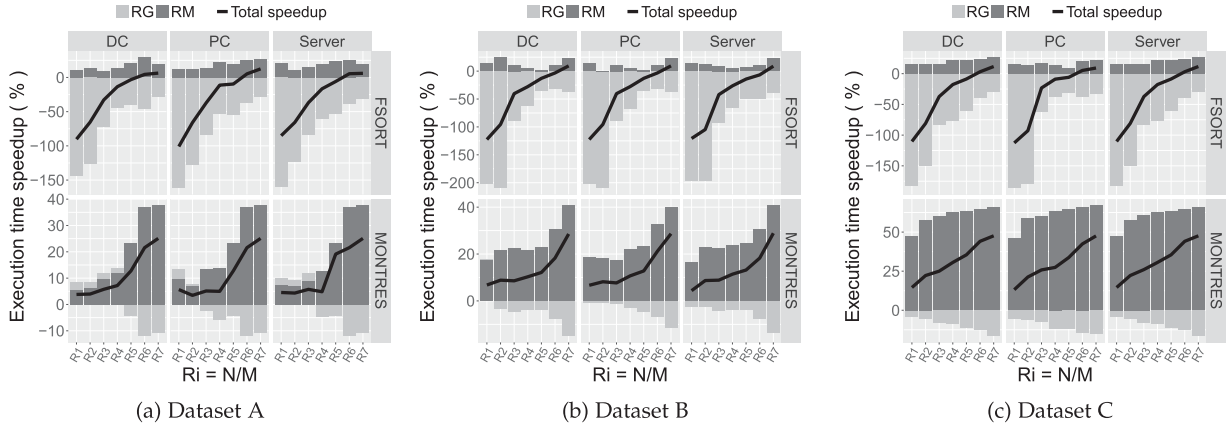 RG RM Total speedup
DC PC Server
Execution time speedup ( % )
0
−50
−100
−150
FSORT
40
30
20
10
0
−10
MONTRES
R1 R2 R3 R4 R5 R6 R7 R1 R2 R3 R4 R5 R6 R7 R1 R2 R3 R4 R5 R6 R7
Ri = N/M
(a) Dataset A
RG RM Total speedup
DC PC Server
Execution time speedup ( % )
0
−50
−100
−150
−200
FSORT
40
20
0
MONTRES
R1 R2 R3 R4 R5 R6 R7 R1 R2 R3 R4 R5 R6 R7 R1 R2 R3 R4 R5 R6 R7
Ri = N/M
(b) Dataset B
RG RM Total speedup
DC PC Server
Execution time speedup ( % )
0
−50
−100
−150
FSORT
50
25
0
MONTRES
R1 R2 R3 R4 R5 R6 R7 R1 R2 R3 R4 R5 R6 R7 R1 R2 R3 R4 R5 R6 R7
Ri = N/M
(c) Dataset C